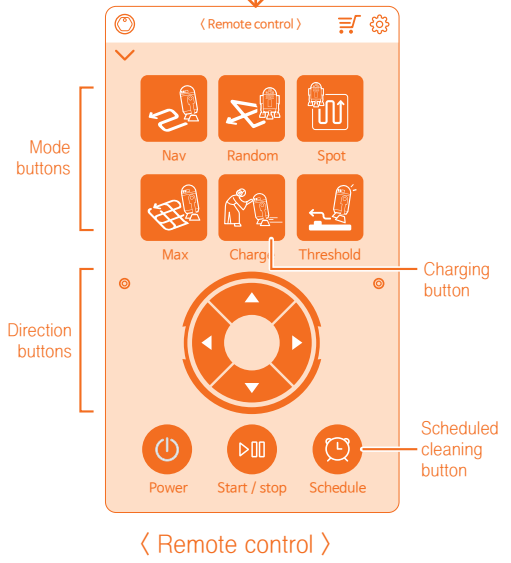 〈 Remote control 〉
Mode
buttons
Nav Random Spot
Max Charge Threshold
Charging
button
Direction
buttons
Scheduled
cleaning
button
Power Start / stop Schedule
〈 Remote control 〉